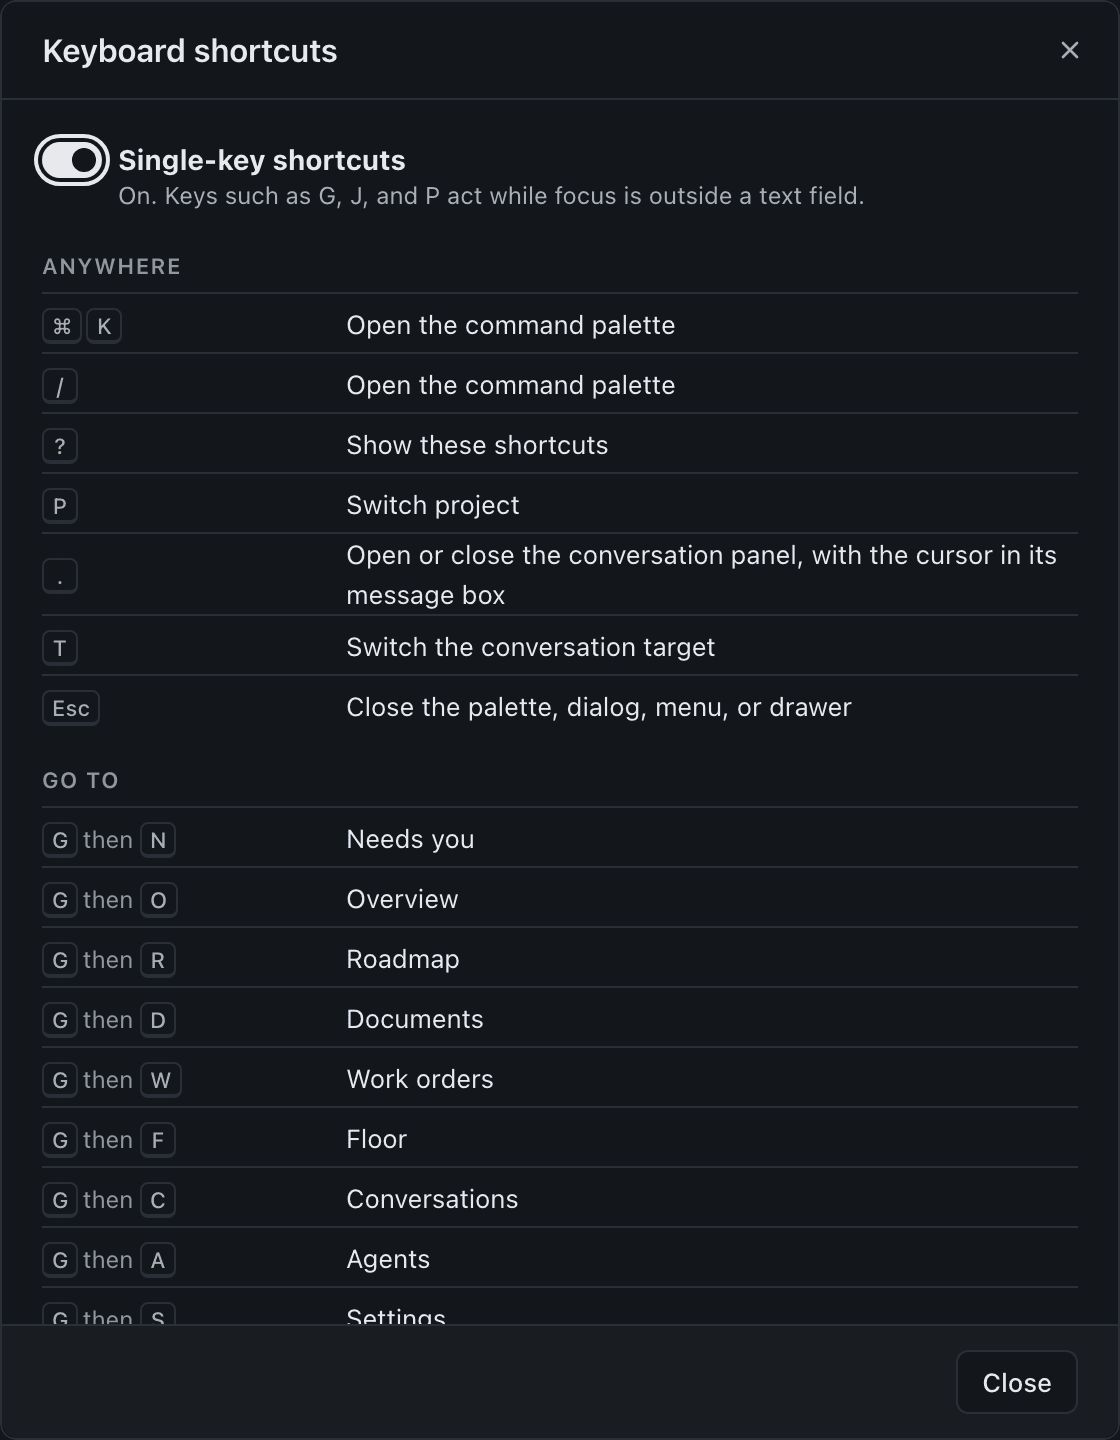 Keyboard shortcuts
Single-key shortcuts
On. Keys such as G, J, and P act while focus is outside a text field.
ANYWHERE
⌘ K Open the command palette
/ Open the command palette
? Show these shortcuts
P Switch project
. Open or close the conversation panel, with the cursor in its
message box
T Switch the conversation target
Esc Close the palette, dialog, menu, or drawer
GO TO
G then N Needs you
G then O Overview
G then R Roadmap
G then D Documents
G then W Work orders
G then F Floor
G then C Conversations
G then A Agents
G then S Settings
Close